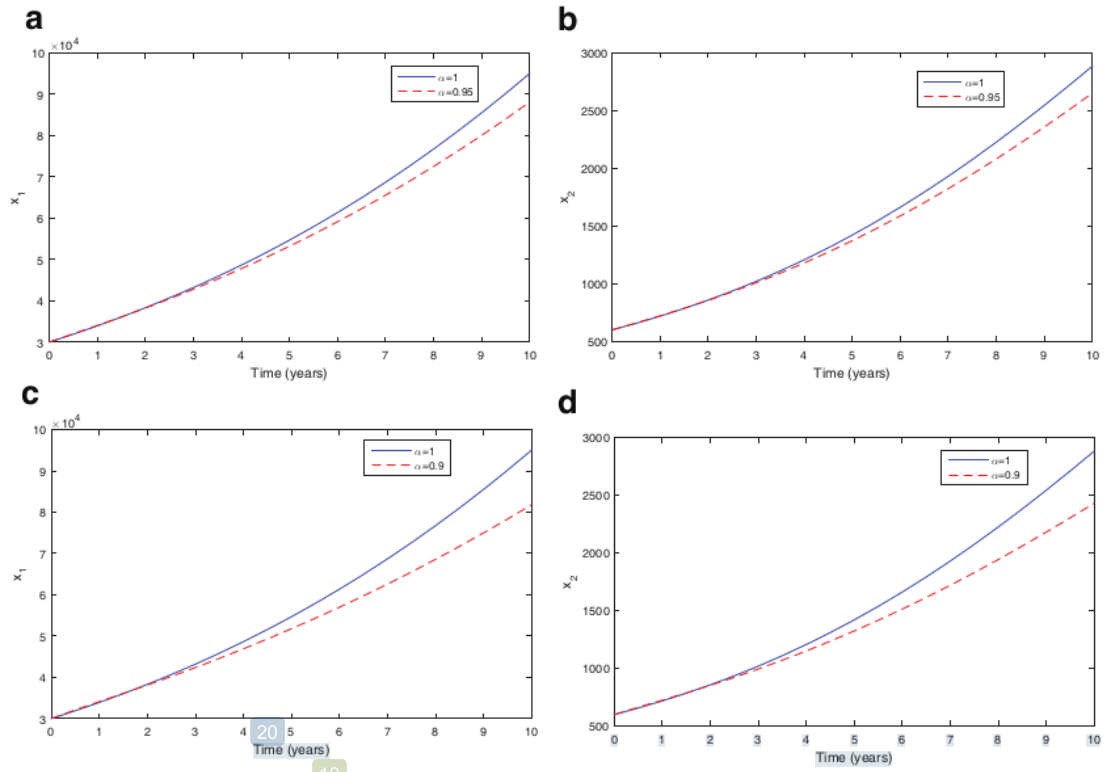 a
×10⁴
10
9
8
7
6
5
4
3
x₁
α=1
α=0.95
0 1 2 3 4 5 6 7 8 9 10
Time (years)
b
3000
2500
2000
1500
1000
500
x₂
α=1
α=0.95
0 1 2 3 4 5 6 7 8 9 10
Time (years)
c
×10⁴
10
9
8
7
6
5
4
3
x₁
α=1
α=0.9
0 1 2 3 4 5 6 7 8 9 10
20
Time (years)
d
3000
2500
2000
1500
1000
500
x₂
α=1
α=0.9
0 1 2 3 4 5 6 7 8 9 10
Time (years)